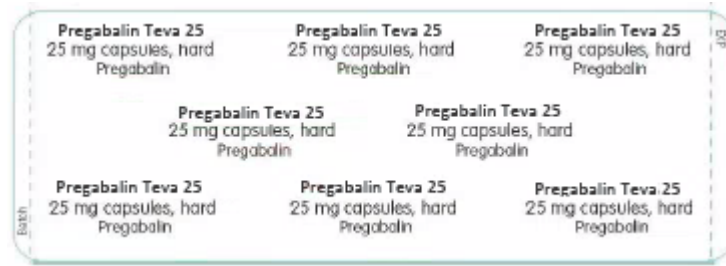 Pregabalin Teva 25 Pregabalin Teva 25 Pregabalin Teva 25
25 mg capsules, hard 25 mg capsules, hard 25 mg capsules, hard
Pregabalin Pregabalin Pregabalin
Pregabalin Teva 25 Pregabalin Teva 25
25 mg capsules, hard 25 mg capsules, hard
Pregabalin Pregabalin
Pregabalin Teva 25 Pregabalin Teva 25 Pregabalin Teva 25
25 mg capsules, hard 25 mg capsules, hard 25 mg capsules, hard
Pregabalin Pregabalin Pregabalin
Batch
EXP